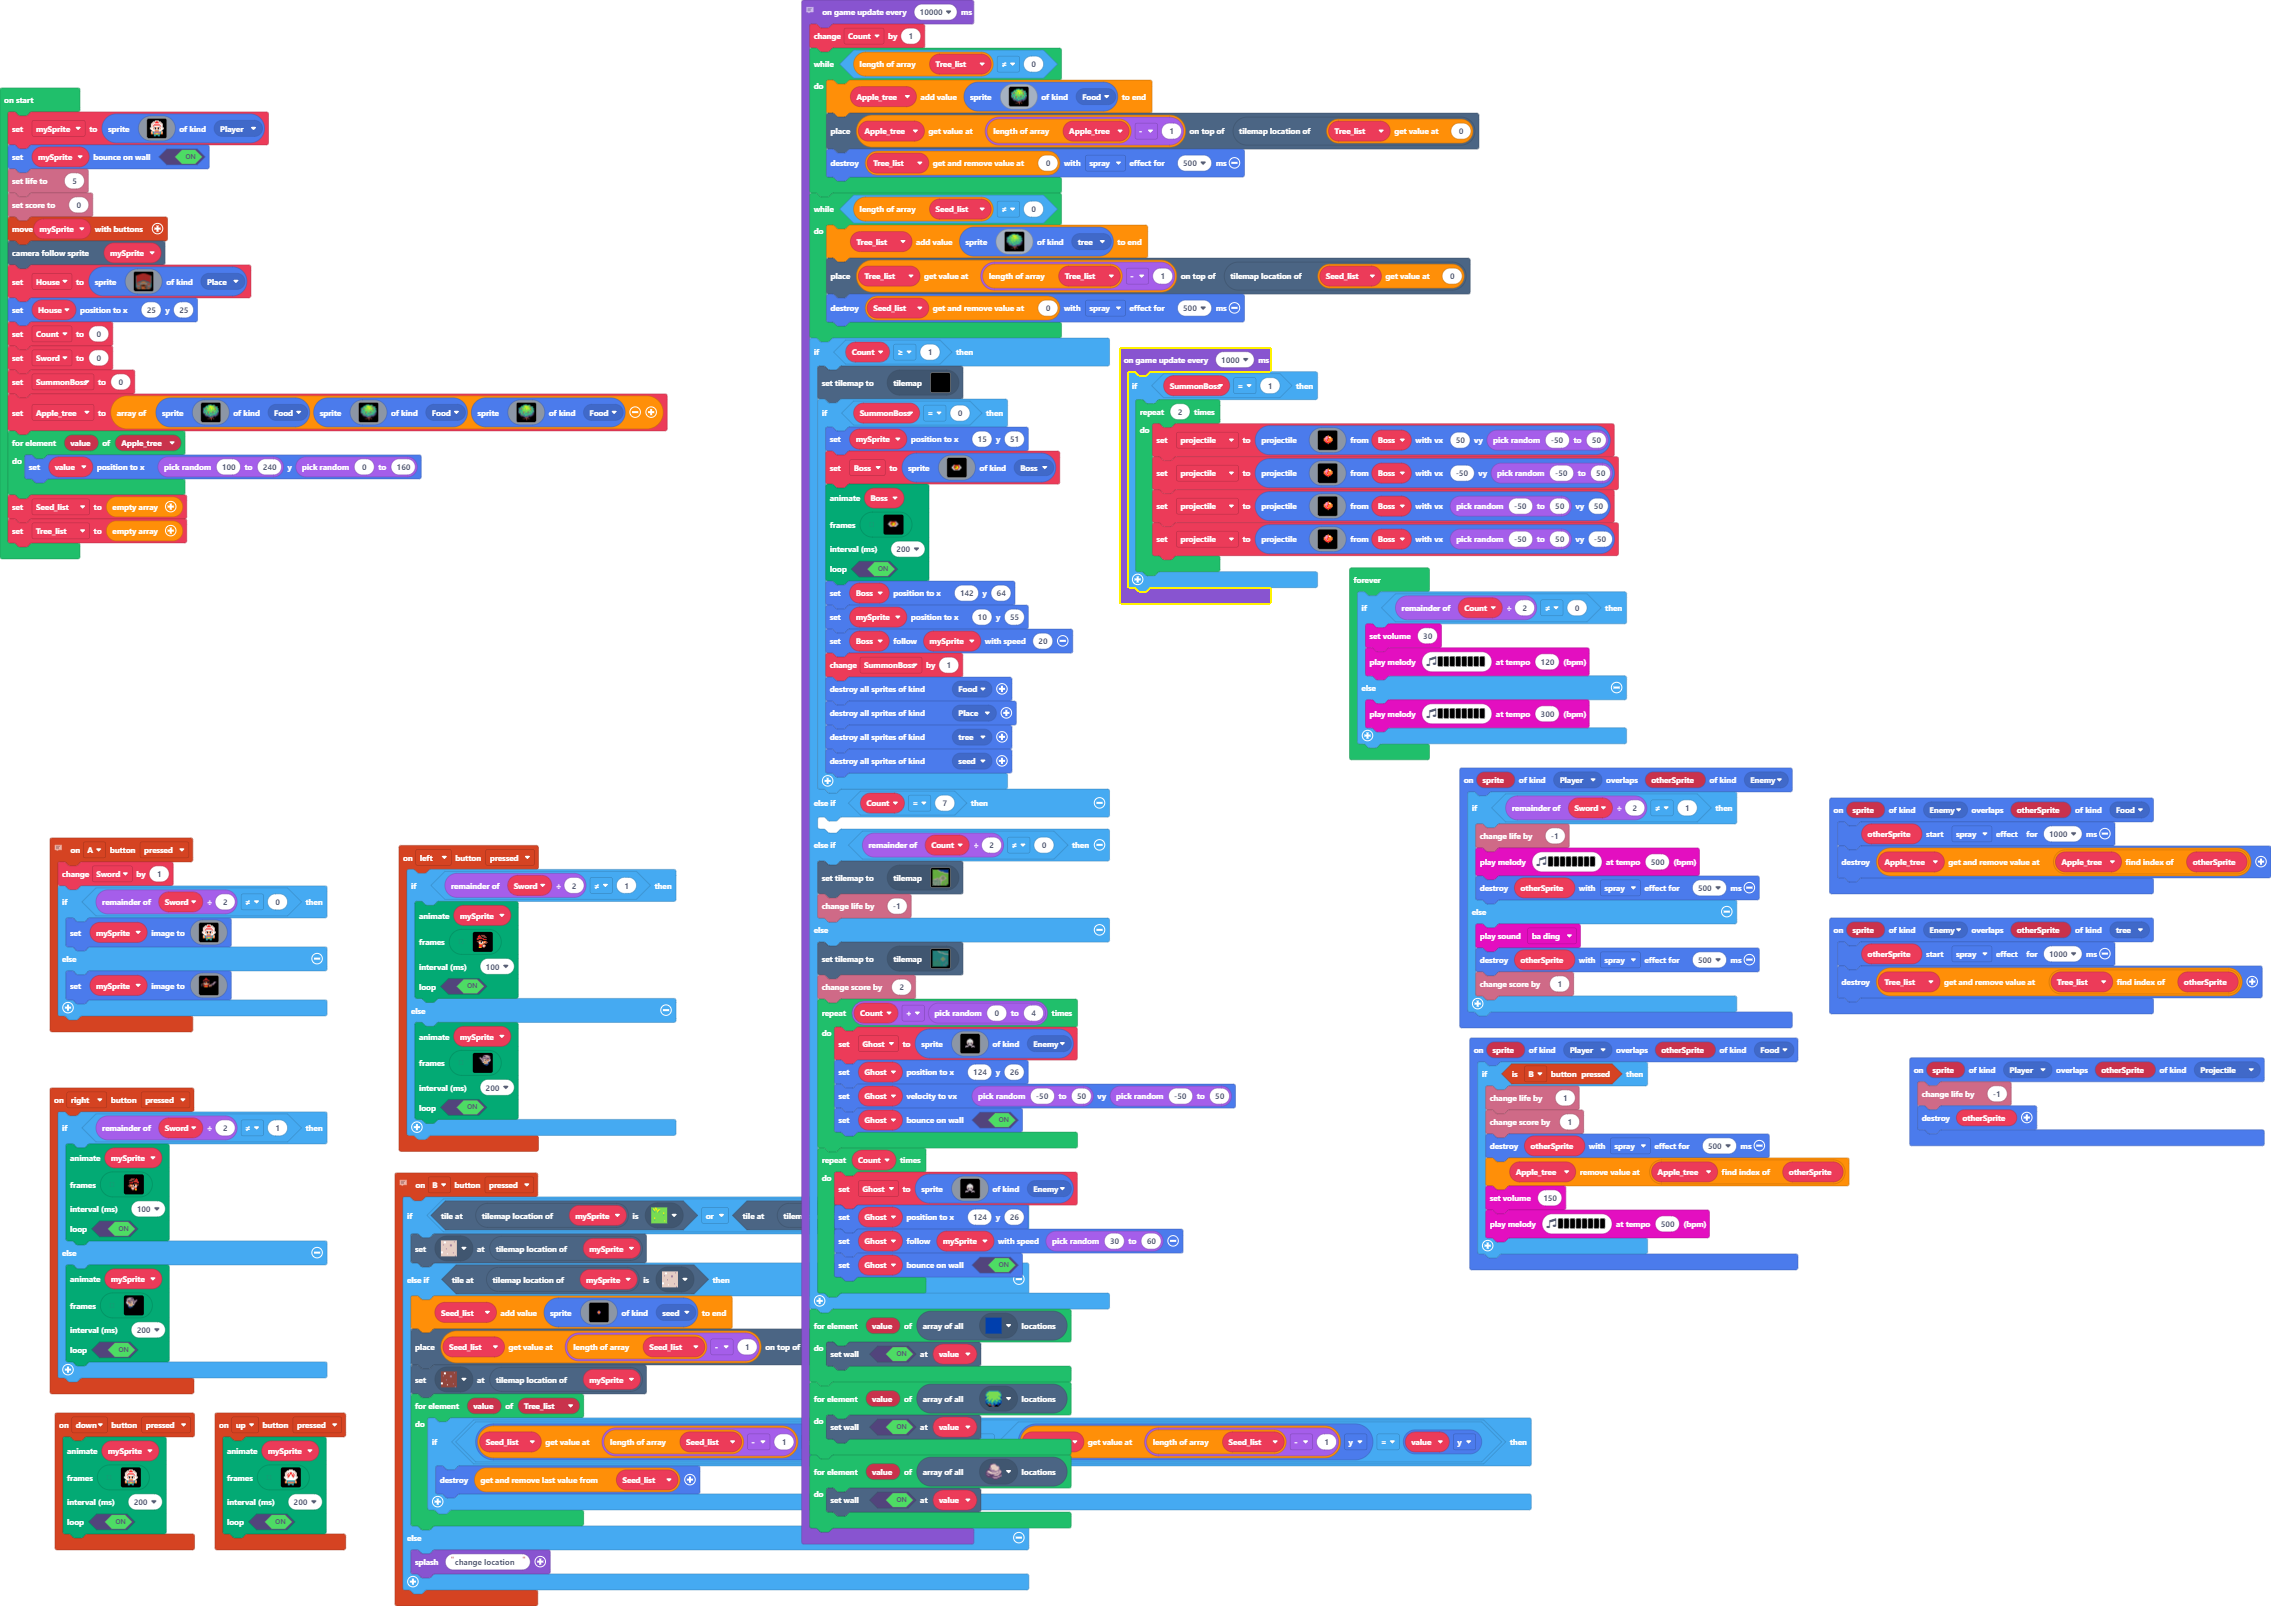 on start
set mySprite to sprite of kind Player
set mySprite bounce on wall ON
set life to 5
set score to 0
move mySprite with buttons
camera follow sprite mySprite
set House to sprite of kind Place
set House position to x 25 y 25
set Count to 0
set Sword to 0
set SummonBoss to 0
set Apple_tree to array of sprite of kind Food sprite of kind Food sprite of kind Food
for element value of Apple_tree
do set value position to x pick random 100 to 240 y pick random 0 to 160
set Seed_list to empty array
set Tree_list to empty array
on A button pressed
change Sword by 1
if remainder of Sword ÷ 2 ≠ 0 then
set mySprite image to
else
set mySprite image to
on right button pressed
if remainder of Sword ÷ 2 ≠ 1 then
animate mySprite
frames
interval (ms) 100
loop ON
else
animate mySprite
frames
interval (ms) 200
loop ON
on down button pressed
animate mySprite
frames
interval (ms) 200
loop ON
on up button pressed
animate mySprite
frames
interval (ms) 200
loop ON
on left button pressed
if remainder of Sword ÷ 2 ≠ 1 then
animate mySprite
frames
interval (ms) 100
loop ON
else
animate mySprite
frames
interval (ms) 200
loop ON
on B button pressed
if tile at tilemap location of mySprite is or tile at
set at tilemap location of mySprite
else if tile at tilemap location of mySprite is then
Seed_list add value sprite of kind seed to end
place Seed_list get value at length of array Seed_list - 1 on top of
set at tilemap location of mySprite
for element value of Tree_list
do
if Seed_list get value at length of array Seed_list - 1 get value at length of array Seed_list - 1 y = value y then
destroy get and remove last value from Seed_list
else
splash "change location "
on game update every 10000 ms
change Count by 1
while length of array Tree_list ≠ 0
do
Apple_tree add value sprite of kind Food to end
place Apple_tree get value at length of array Apple_tree - 1 on top of tilemap location of Tree_list get value at 0
destroy Tree_list get and remove value at 0 with spray effect for 500 ms
while length of array Seed_list ≠ 0
do
Tree_list add value sprite of kind tree to end
place Tree_list get value at length of array Tree_list - 1 on top of tilemap location of Seed_list get value at 0
destroy Seed_list get and remove value at 0 with spray effect for 500 ms
if Count ≥ 1 then
set tilemap to tilemap
if SummonBoss = 0 then
set mySprite position to x 15 y 51
set Boss to sprite of kind Boss
animate Boss
frames
interval (ms) 200
loop ON
set Boss position to x 142 y 64
set mySprite position to x 10 y 55
set Boss follow mySprite with speed 20
change SummonBoss by 1
destroy all sprites of kind Food
destroy all sprites of kind Place
destroy all sprites of kind tree
destroy all sprites of kind seed
else if Count = 7 then
else if remainder of Count ÷ 2 ≠ 0 then
set tilemap to tilemap
change life by -1
else
set tilemap to tilemap
change score by 2
repeat Count + pick random 0 to 4 times
do
set Ghost to sprite of kind Enemy
set Ghost position to x 124 y 26
set Ghost velocity to vx pick random -50 to 50 vy pick random -50 to 50
set Ghost bounce on wall ON
repeat Count times
do
set Ghost to sprite of kind Enemy
set Ghost position to x 124 y 26
set Ghost follow mySprite with speed pick random 30 to 60
set Ghost bounce on wall ON
for element value of array of all locations
do set wall ON at value
for element value of array of all locations
do set wall ON at value
for element value of array of all locations
do set wall ON at value
on game update every 1000 ms
if SummonBoss = 1 then
repeat 2 times
do
set projectile to projectile from Boss with vx 50 vy pick random -50 to 50
set projectile to projectile from Boss with vx -50 vy pick random -50 to 50
set projectile to projectile from Boss with vx pick random -50 to 50 vy 50
set projectile to projectile from Boss with vx pick random -50 to 50 vy -50
forever
if remainder of Count ÷ 2 ≠ 0 then
set volume 30
play melody at tempo 120 (bpm)
else
play melody at tempo 300 (bpm)
on sprite of kind Player overlaps otherSprite of kind Enemy
if remainder of Sword ÷ 2 ≠ 1 then
change life by -1
play melody at tempo 500 (bpm)
destroy otherSprite with spray effect for 500 ms
else
play sound ba ding
destroy otherSprite with spray effect for 500 ms
change score by 1
on sprite of kind Player overlaps otherSprite of kind Food
if is B button pressed then
change life by 1
change score by 1
destroy otherSprite with spray effect for 500 ms
Apple_tree remove value at Apple_tree find index of otherSprite
set volume 150
play melody at tempo 500 (bpm)
on sprite of kind Enemy overlaps otherSprite of kind Food
otherSprite start spray effect for 1000 ms
destroy Apple_tree get and remove value at Apple_tree find index of otherSprite
on sprite of kind Enemy overlaps otherSprite of kind tree
otherSprite start spray effect for 1000 ms
destroy Tree_list get and remove value at Tree_list find index of otherSprite
on sprite of kind Player overlaps otherSprite of kind Projectile
change life by -1
destroy otherSprite